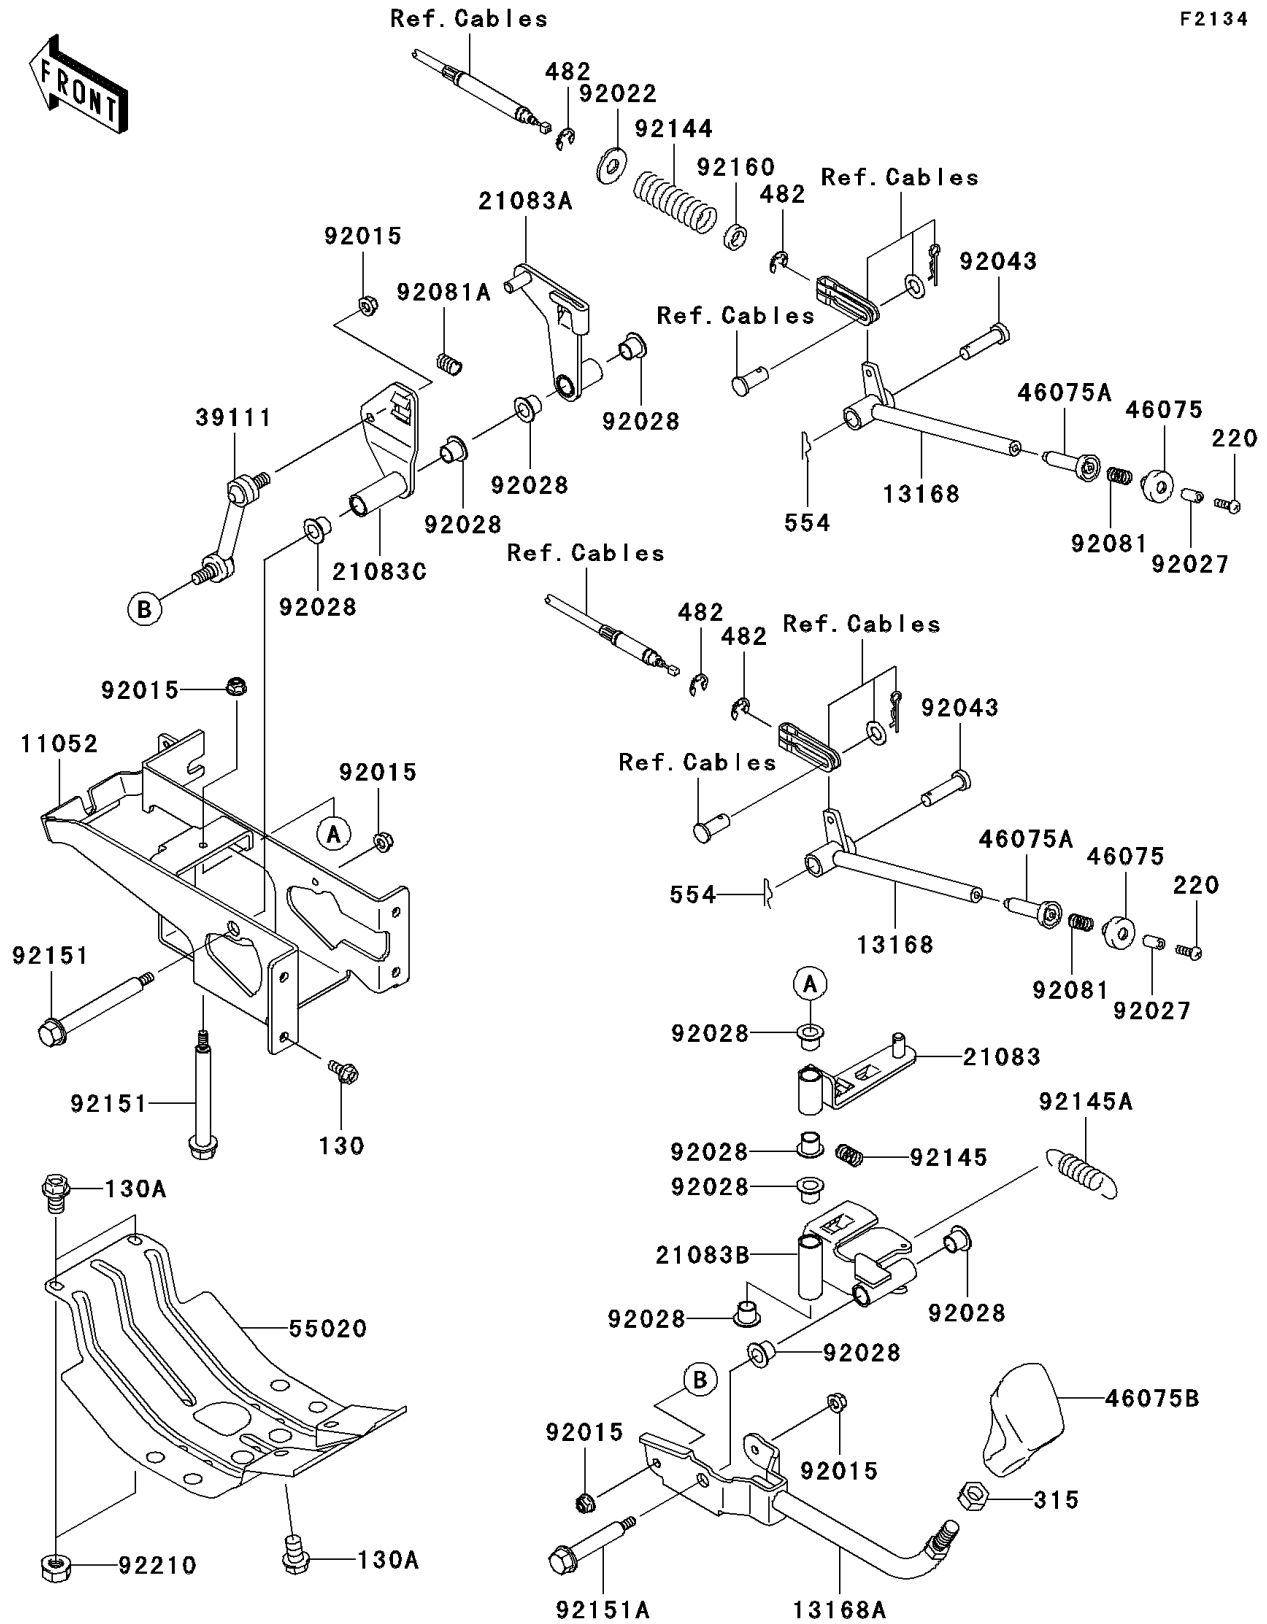 Ref.Cables
F2134
FRONT
482
92022
92144
92160
482
Ref.Cables
21083A
92015
92081A
92043
Ref.Cables
39111
92028
46075A
46075
220
92028
13168
92028
554
92081
92027
Ref.Cables
21083C
92028
B
482
482
Ref.Cables
92015
92043
11052
92015
Ref.Cables
A
46075A
46075
220
554
13168
92151
92081
92027
A
92028
21083
92151
130
92145A
92028
92145
92028
130A
21083B
92028
92028
55020
92028
B
46075B
92015
92015
315
92210
130A
92151A
13168A